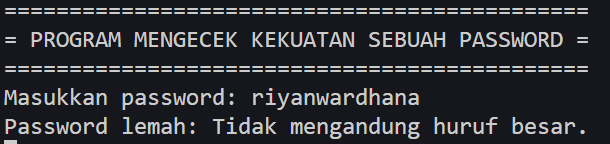 =============================================
= PROGRAM MENGECEK KEKUATAN SEBUAH PASSWORD =
=============================================
Masukkan password: riyanwardhana
Password lemah: Tidak mengandung huruf besar.